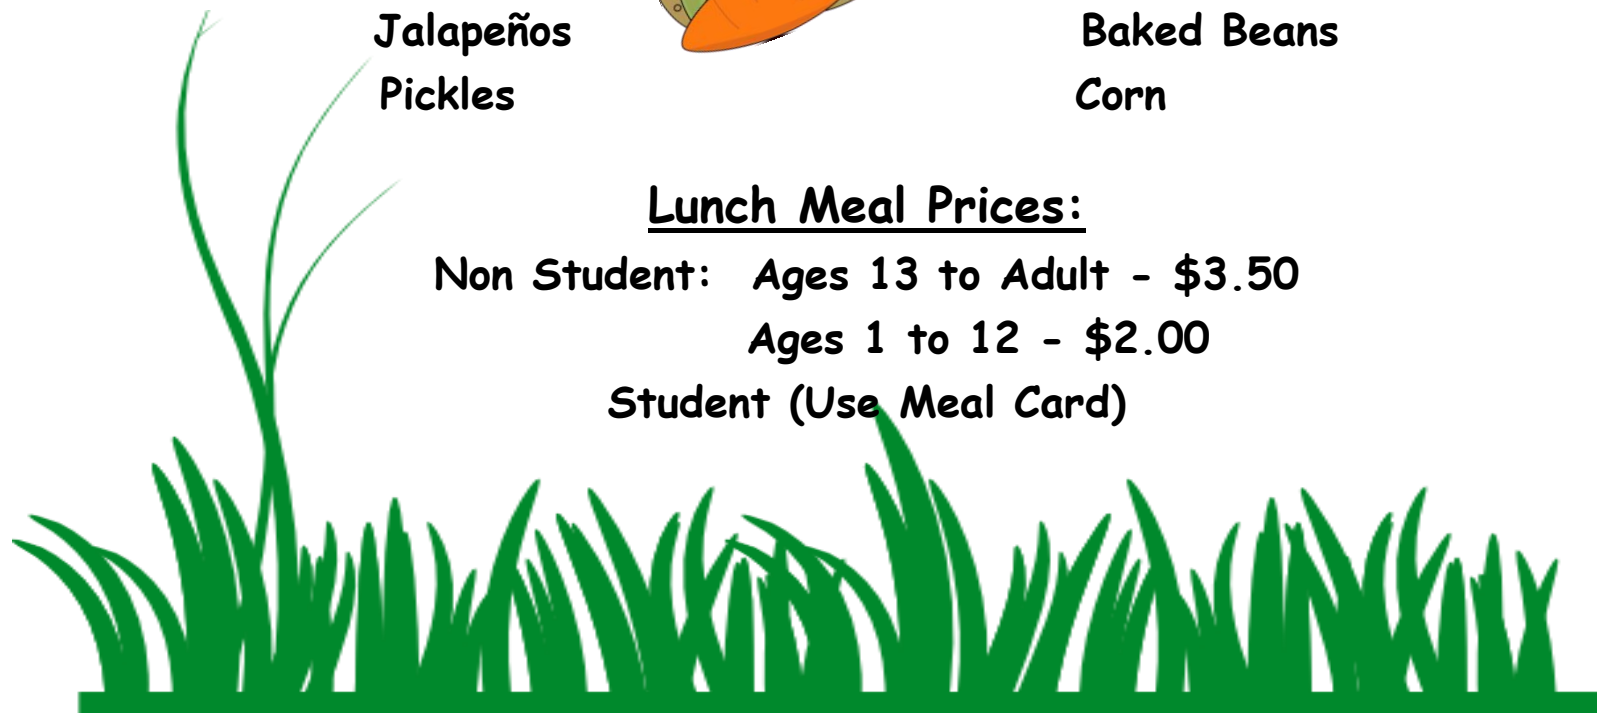 Jalapeños Baked Beans
Pickles Corn
Lunch Meal Prices:
Non Student: Ages 13 to Adult - $3.50
Ages 1 to 12 - $2.00
Student (Use Meal Card)